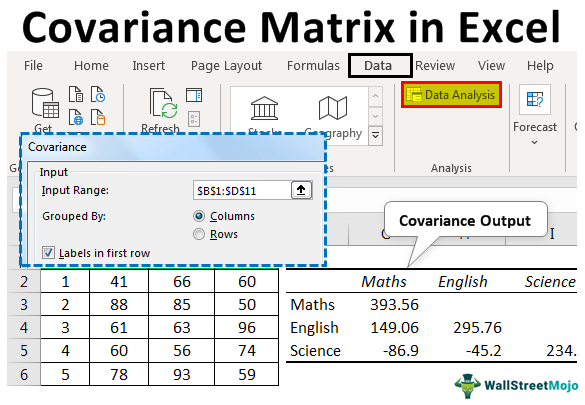 Covariance Matrix in Excel
File Insert Page Layout Formulas Data Review View Help
Data Analysis
Get Refresh Geography Forecast
Analysis
Covariance
Input
Input Range: $B$1:$D$11
Grouped By: Columns
Rows
Labels in first row
Covariance Output
I
2 1 41 66 60 Maths English Science
3 2 88 85 50 Maths 393.56
4 3 61 63 96 English 149.06 295.76
5 4 60 56 74 Science -86.9 -45.2 234.
6 5 78 93 59
WallStreetMojo